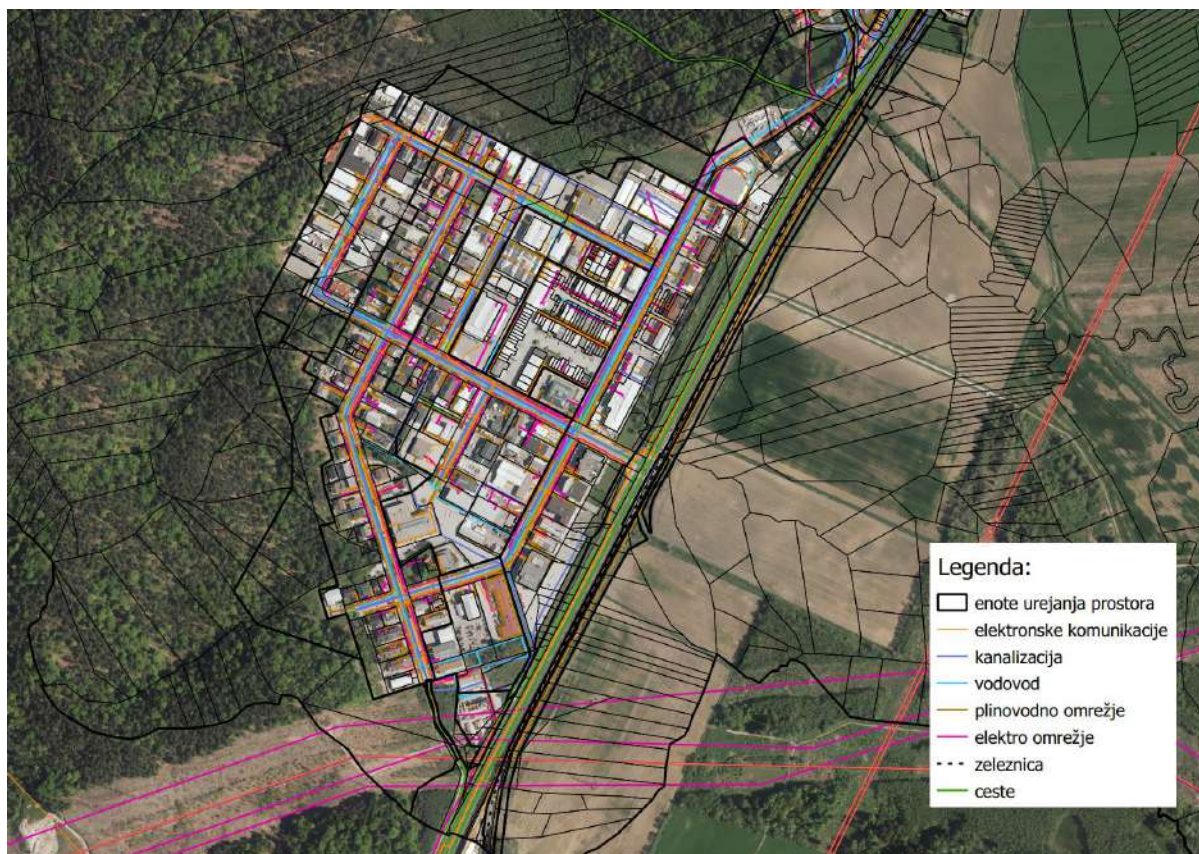 Legenda:
enote urejanja prostora
elektronske komunikacije
kanalizacija
vodovod
plinovodno omrežje
elektro omrežje
zeleznica
ceste